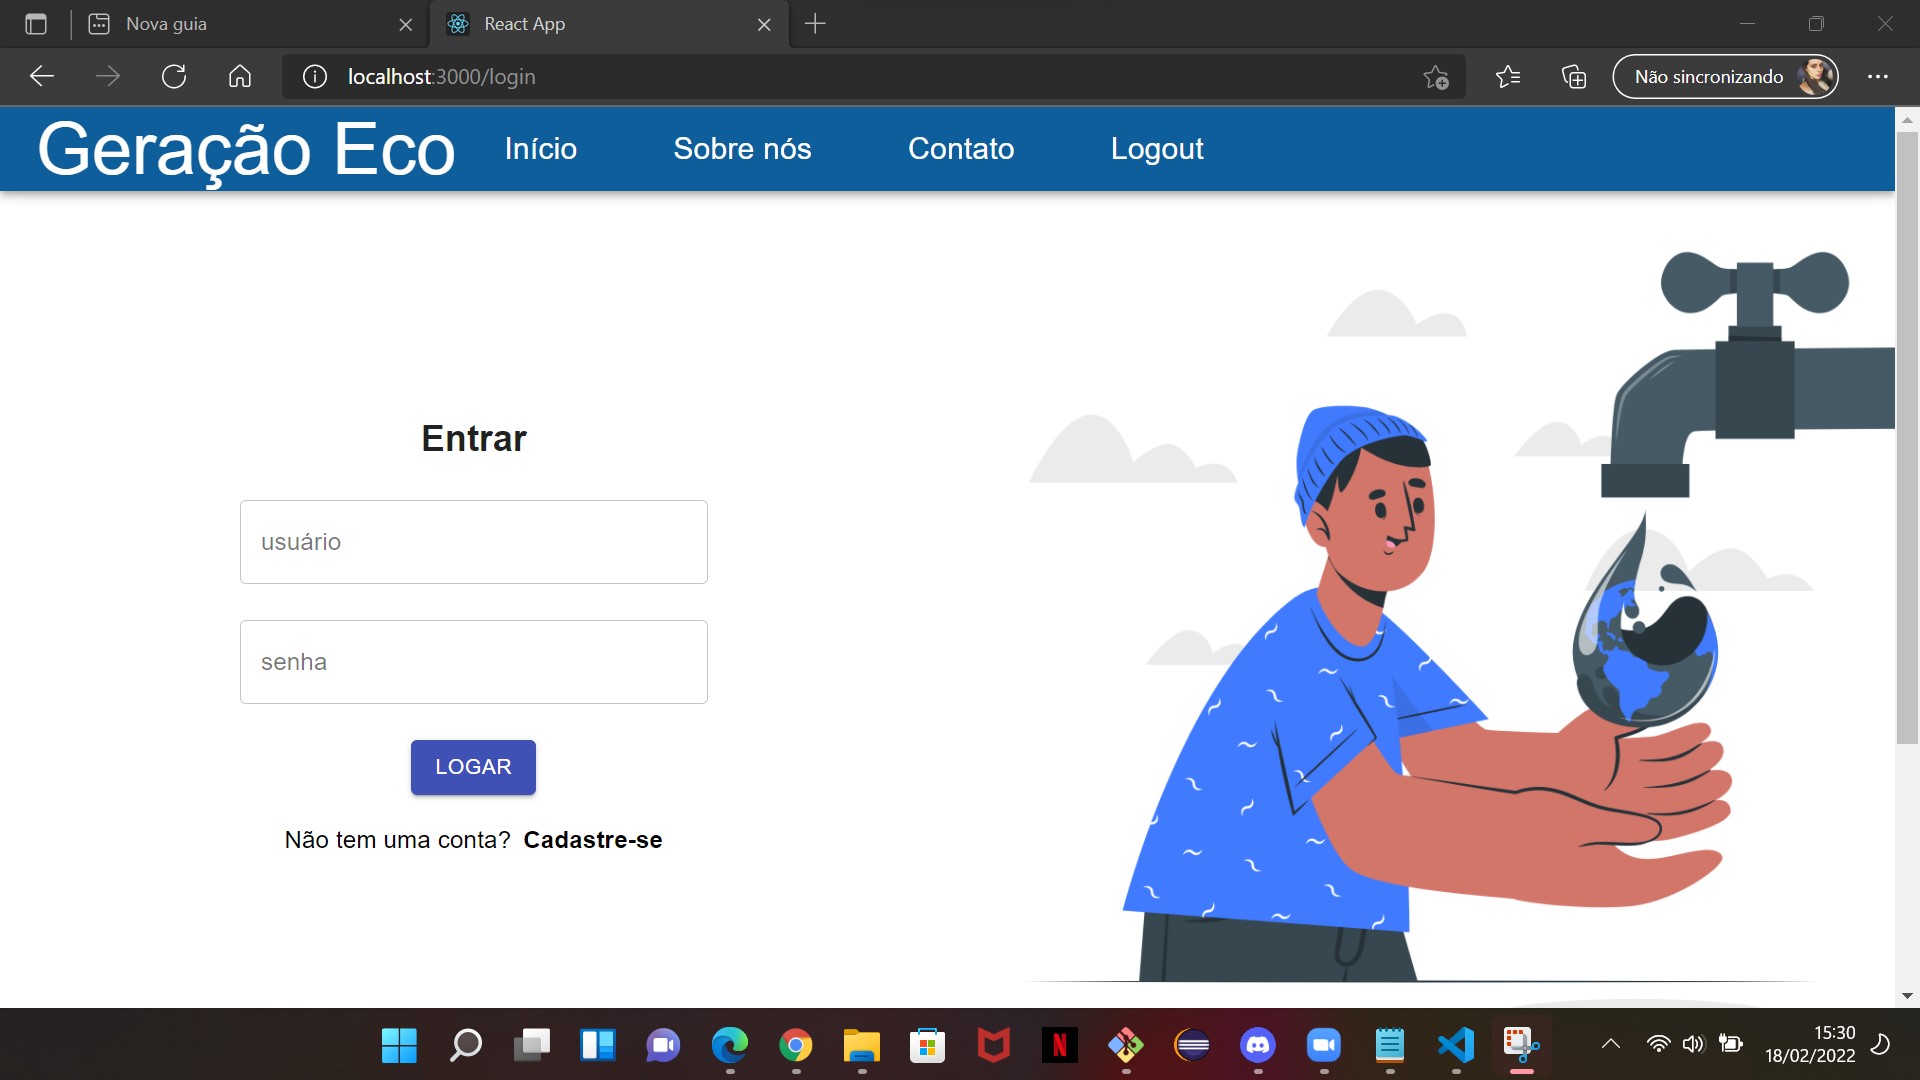 Nova guia
React App
localhost:3000/login
Não sincronizando
Geração Eco
Início
Sobre nós
Contato
Logout
Entrar
usuário
senha
LOGAR
Não tem uma conta? Cadastre-se
N
15:30
18/02/2022